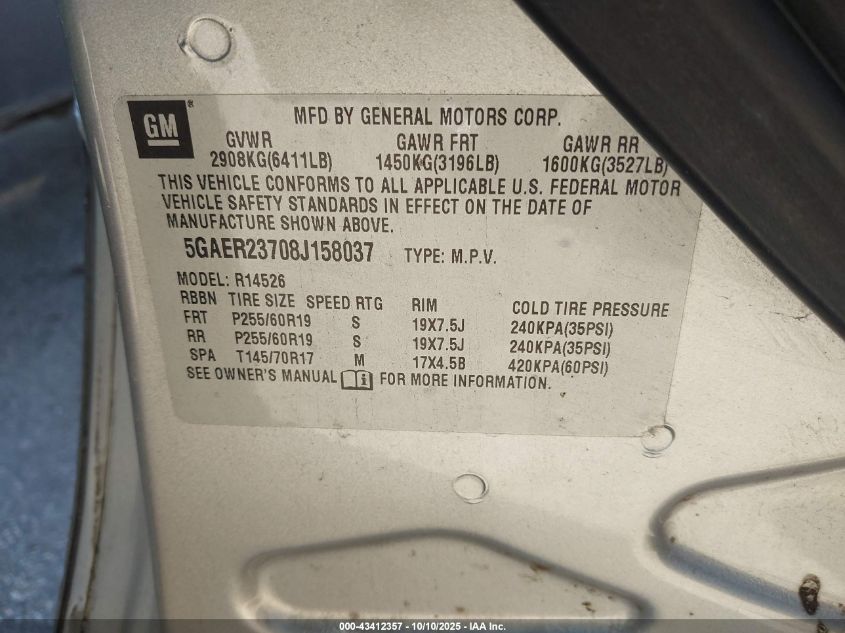 GM®
MFD BY GENERAL MOTORS CORP.
GVWR GAWR FRT GAWR RR
2908KG(6411LB) 1450KG(3196LB) 1600KG(3527LB)
THIS VEHICLE CONFORMS TO ALL APPLICABLE U.S. FEDERAL MOTOR
VEHICLE SAFETY STANDARDS IN EFFECT ON THE DATE OF
MANUFACTURE SHOWN ABOVE.
5GAER23708J158037 TYPE: M.P.V.
MODEL: R14526
RBBN TIRE SIZE SPEED RTG RIM COLD TIRE PRESSURE
FRT P255/60R19 S 19X7.5J 240KPA(35PSI)
RR P255/60R19 S 19X7.5J 240KPA(35PSI)
SPA T145/70R17 M 17X4.5B 420KPA(60PSI)
SEE OWNER'S MANUAL i FOR MORE INFORMATION.
000-43412357 - 10/10/2025 - IAA Inc.